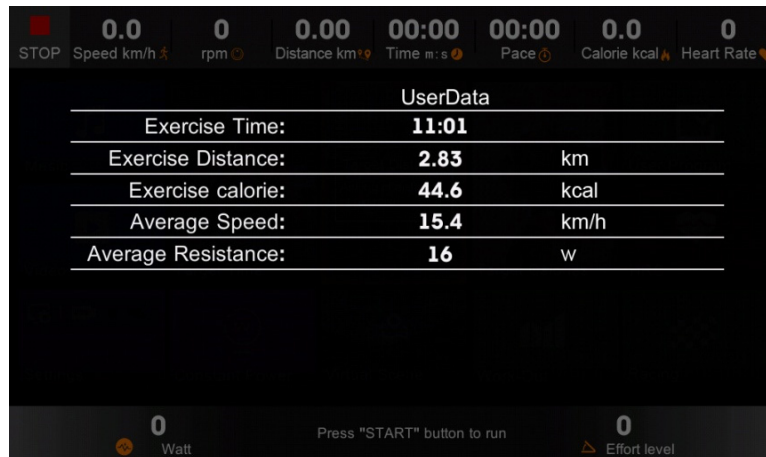 0.0 0 0.00 00:00 00:00 0.0 0
STOP Speed km/h rpm Distance km Time m:s Pace Calorie kcal Heart Rate
UserData
Exercise Time: 11:01
Exercise Distance: 2.83 km
Exercise calorie: 44.6 kcal
Average Speed: 15.4 km/h
Average Resistance: 16 w
0 Press "START" button to run 0
Watt Effort level